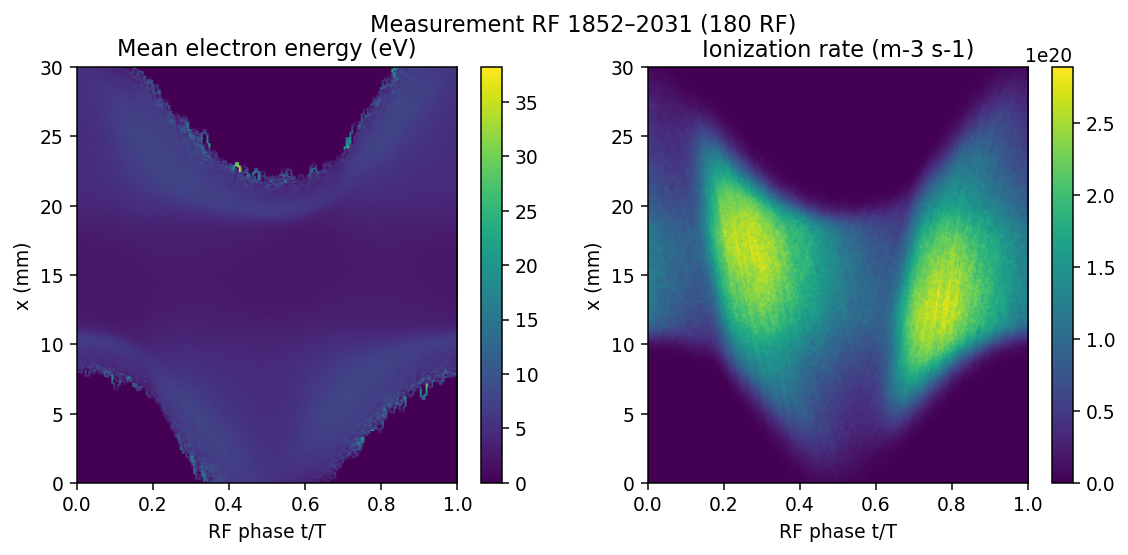 Measurement RF 1852–2031 (180 RF)
Mean electron energy (eV)
Ionization rate (m-3 s-1)
1e20
30
25
20
15
10
5
0
x (mm)
0.0 0.2 0.4 0.6 0.8 1.0
RF phase t/T
35
30
25
20
15
10
5
0
30
25
20
15
10
5
0
x (mm)
0.0 0.2 0.4 0.6 0.8 1.0
RF phase t/T
2.5
2.0
1.5
1.0
0.5
0.0